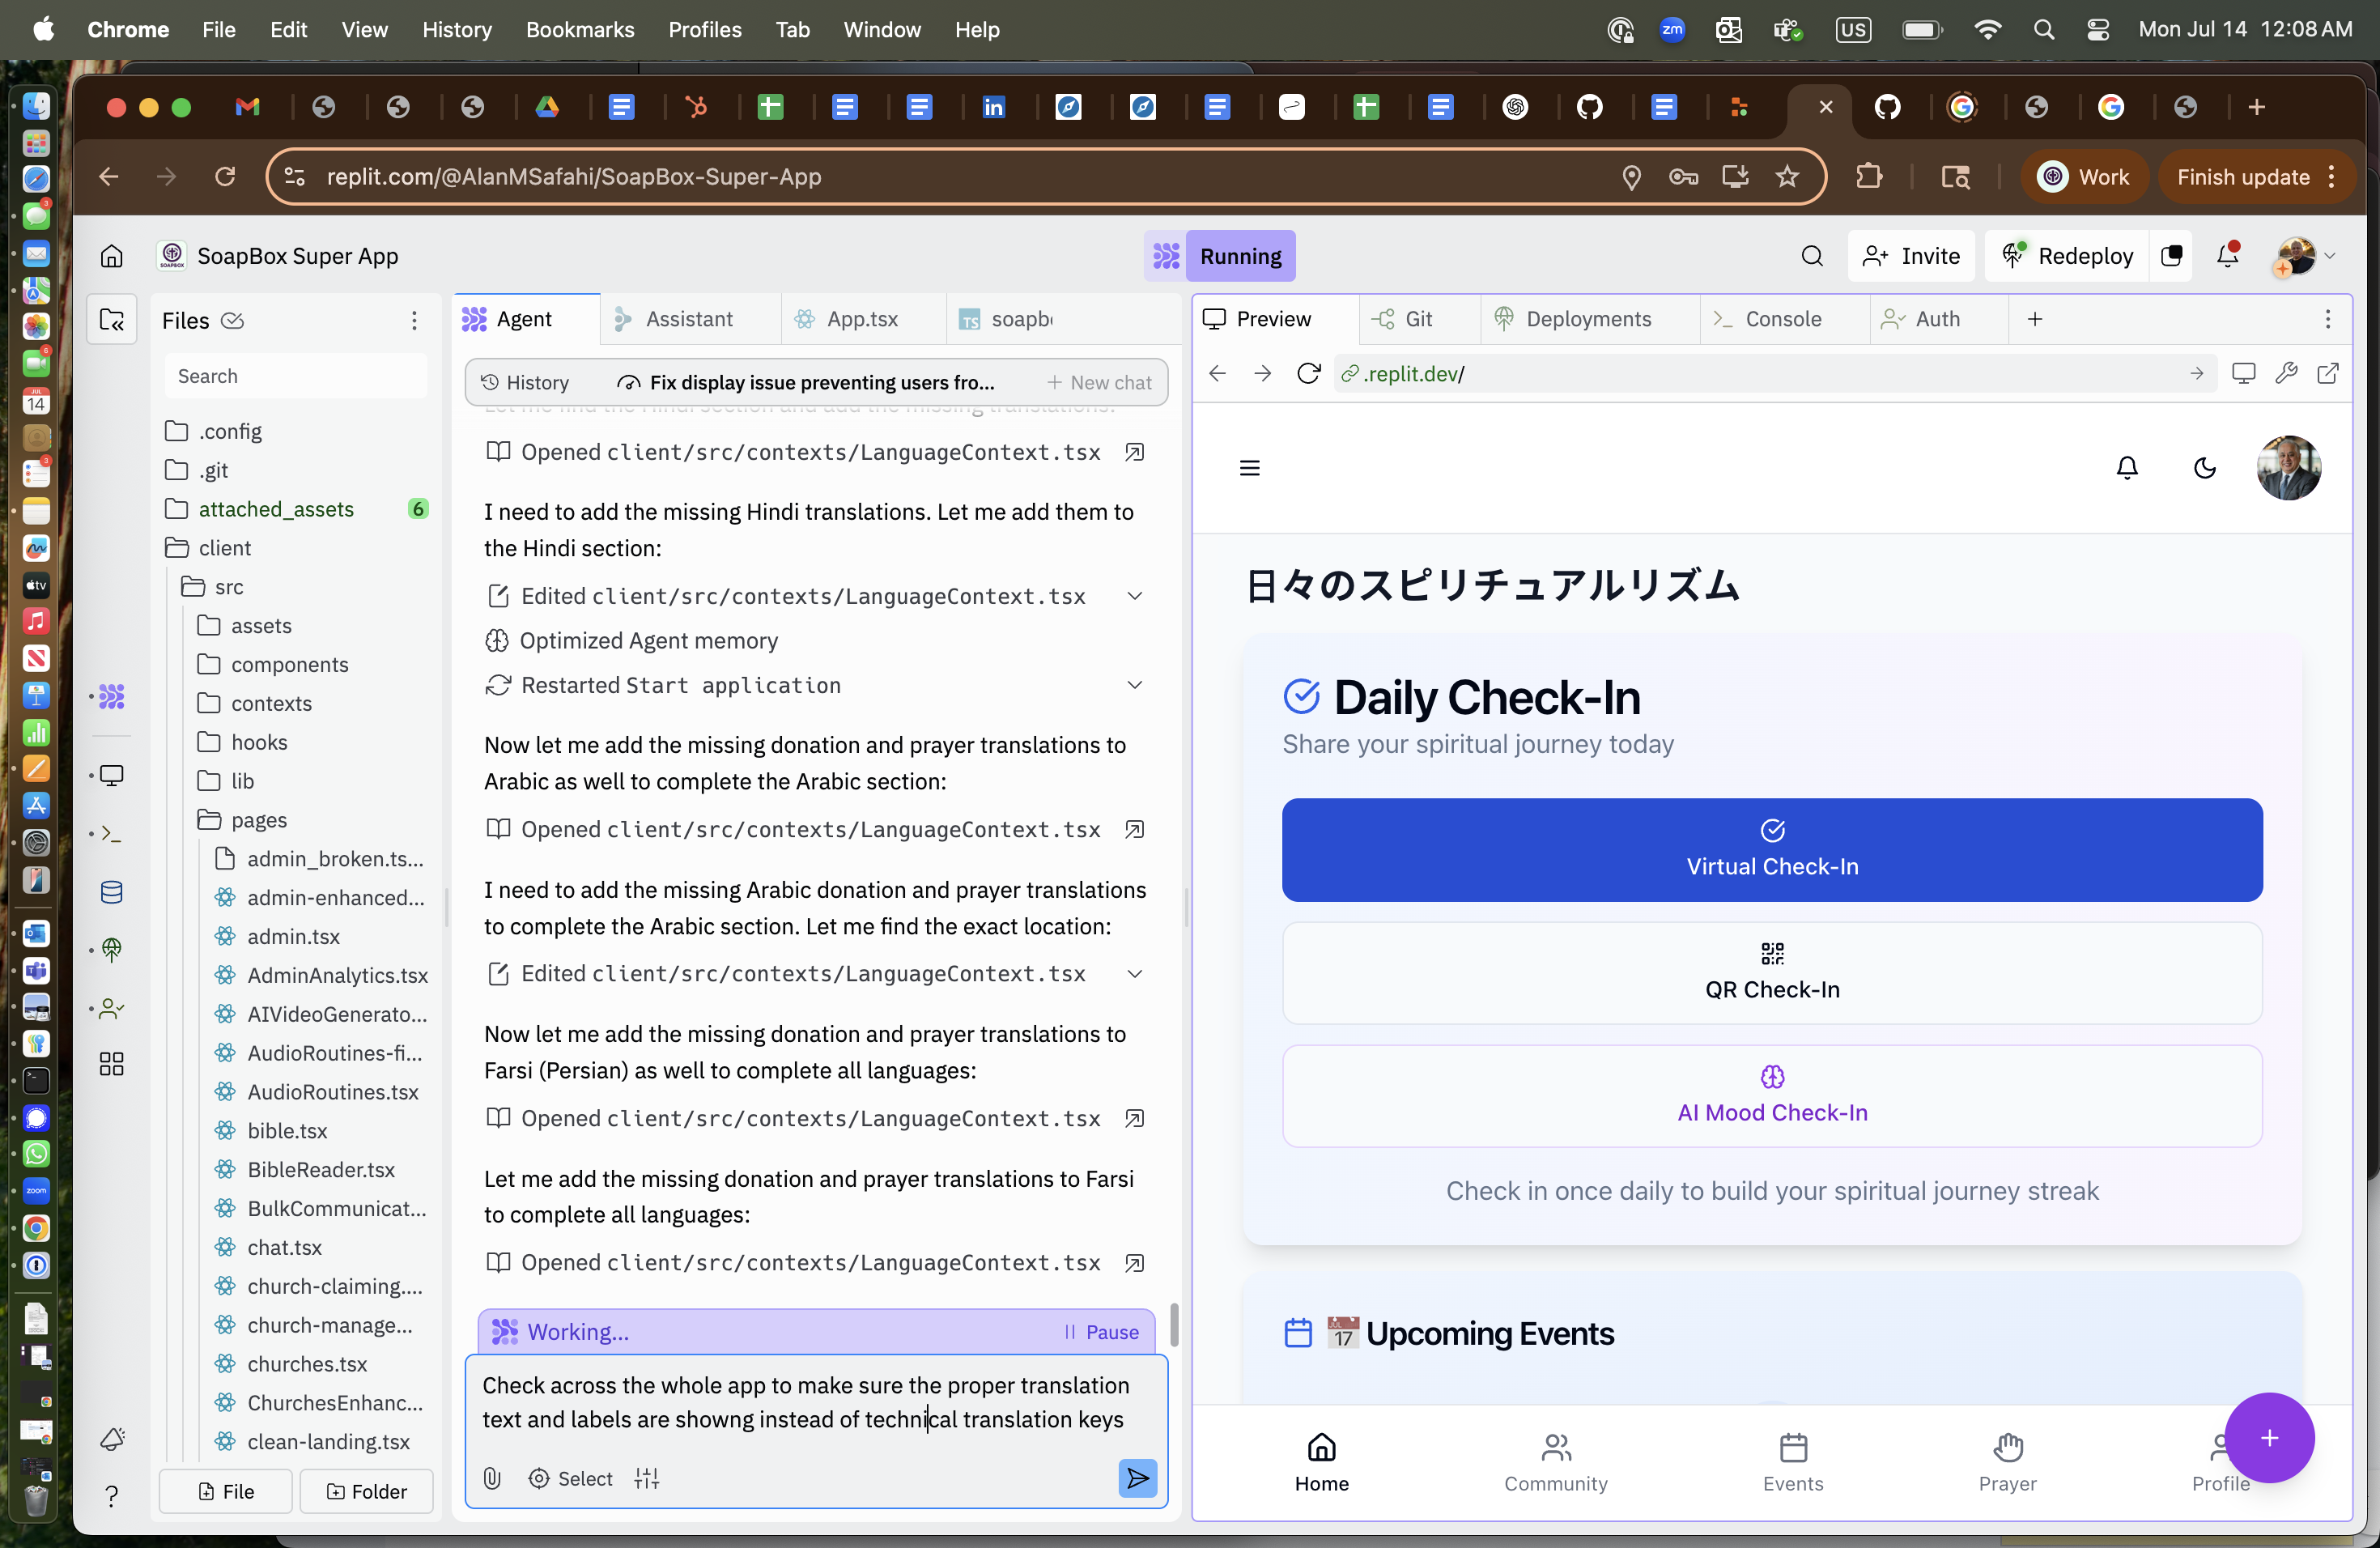 Chrome File Edit View History Bookmarks Profiles Tab Window Help
zm US Mon Jul 14 12:08 AM
replit.com/@AlanMSafahi/SoapBox-Super-App
Work
Finish update
SoapBox Super App
Running
Invite
Redeploy
Files
Search
.config
.git
attached_assets 6
client
src
assets
components
contexts
hooks
lib
pages
admin_broken.ts...
admin-enhanced...
admin.tsx
AdminAnalytics.tsx
AIVideoGenerato...
AudioRoutines-fi...
AudioRoutines.tsx
bible.tsx
BibleReader.tsx
BulkCommunicat...
chat.tsx
church-claiming....
church-manage...
churches.tsx
ChurchesEnhanc...
clean-landing.tsx
File
Folder
Agent
Assistant
App.tsx
TS soapb
History
Fix display issue preventing users fro...
+ New chat
Let me find the Hindi section and add the missing translations:
Opened client/src/contexts/LanguageContext.tsx
I need to add the missing Hindi translations. Let me add them to
the Hindi section:
Edited client/src/contexts/LanguageContext.tsx
Optimized Agent memory
Restarted Start application
Now let me add the missing donation and prayer translations to
Arabic as well to complete the Arabic section:
Opened client/src/contexts/LanguageContext.tsx
I need to add the missing Arabic donation and prayer translations
to complete the Arabic section. Let me find the exact location:
Edited client/src/contexts/LanguageContext.tsx
Now let me add the missing donation and prayer translations to
Farsi (Persian) as well to complete all languages:
Opened client/src/contexts/LanguageContext.tsx
Let me add the missing donation and prayer translations to Farsi
to complete all languages:
Opened client/src/contexts/LanguageContext.tsx
Working...
Pause
Check across the whole app to make sure the proper translation
text and labels are showng instead of technical translation keys
Select
Preview
Git
Deployments
Console
Auth
.replit.dev/
日々のスピリチュアルリズム
Daily Check-In
Share your spiritual journey today
Virtual Check-In
QR Check-In
AI Mood Check-In
Check in once daily to build your spiritual journey streak
JUL 17 Upcoming Events
Home
Community
Events
Prayer
Profile